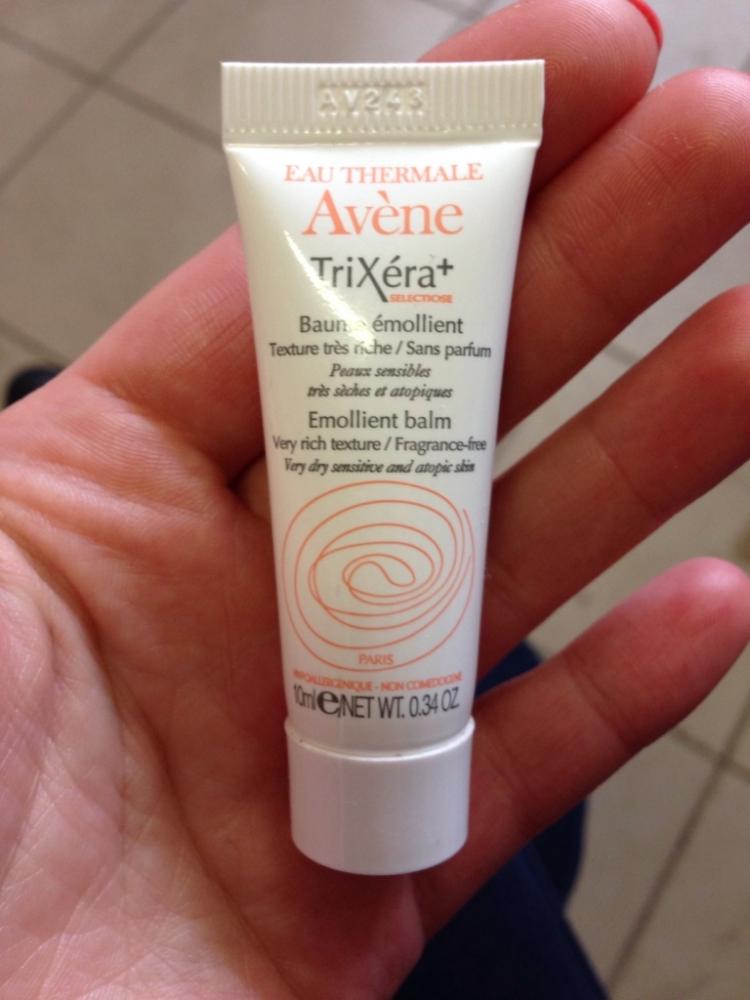 AV243
EAU THERMALE
Avène
TriXéra+
SELECTIOSE
Baume émollient
Texture très riche / Sans parfum
Peaux sensibles
très sèches et atopiques
Emollient balm
Very rich texture / Fragrance-free
Very dry sensitive and atopic skin
PARIS
HYPOALLERGENIQUE - NON COMEDOGENE
10ml e/NET WT. 0.34 OZ.